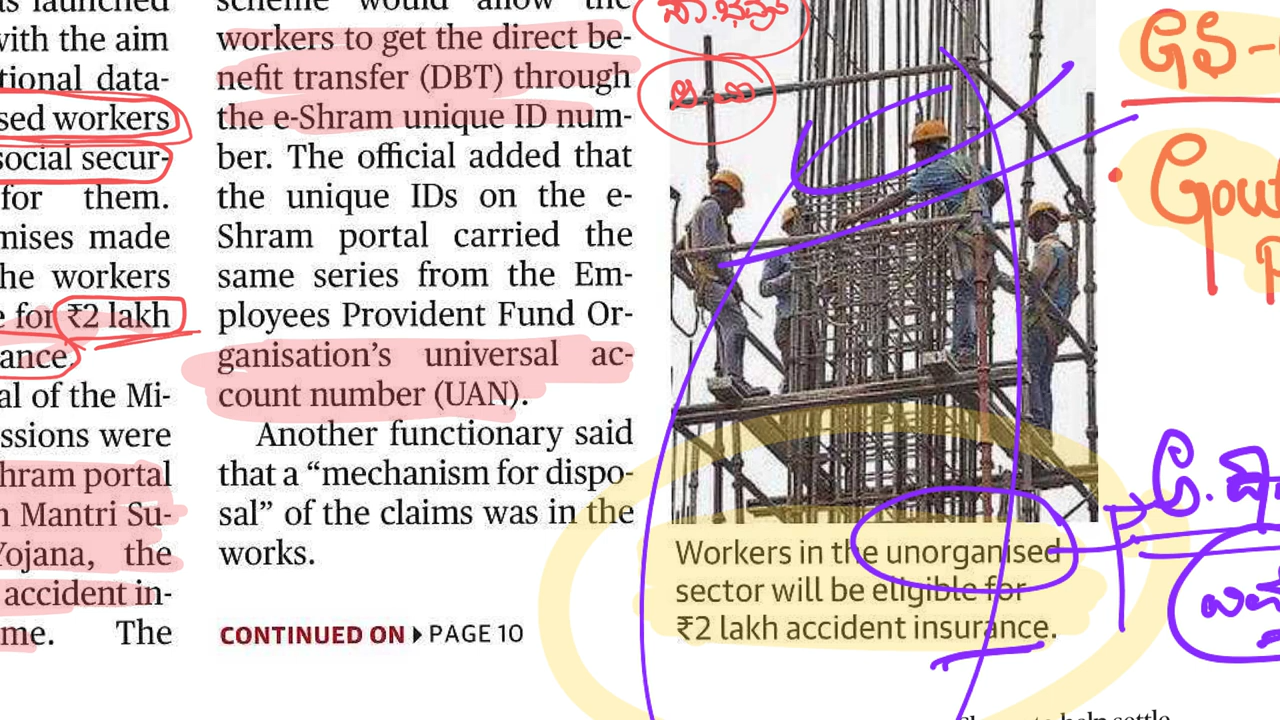 as launched
with the aim
tional data-
sed workers
social secur-
for them.
mises made
he workers
e for ₹2 lakh
ance.
al of the Mi-
ssions were
hram portal
n Mantri Su-
Yojana, the
accident in-
me. The
scheme would allow the
workers to get the direct be-
nefit transfer (DBT) through
the e-Shram unique ID num-
ber. The official added that
the unique IDs on the e-
Shram portal carried the
same series from the Em-
ployees Provident Fund Or-
ganisation's universal ac-
count number (UAN).
Another functionary said
that a “mechanism for dispo-
sal” of the claims was in the
works.
CONTINUED ON PAGE 10
Workers in the unorganised
sector will be eligible for
₹2 lakh accident insurance.
GS-
• Gout
to help settle